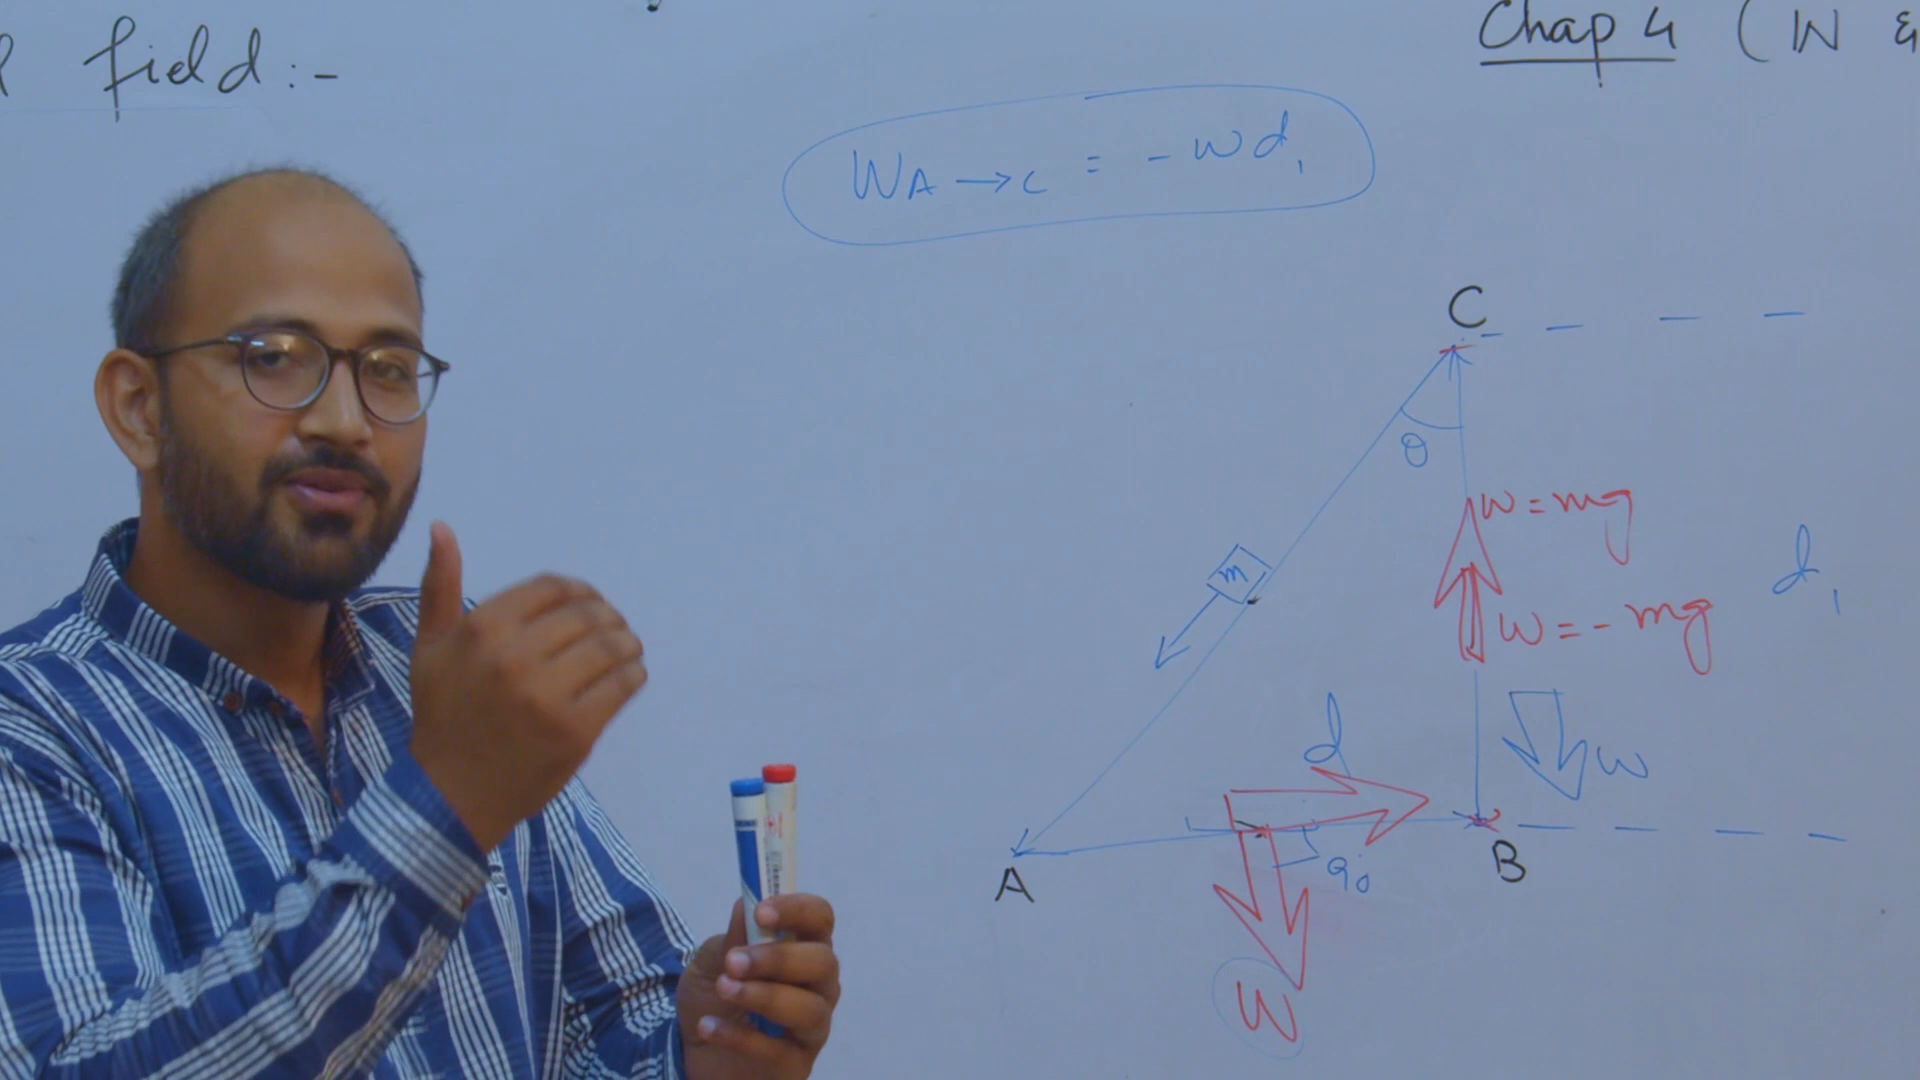 field:-
Chap 4 (W &
WA→C = -wd₁
C
θ
w=mg
m
d₁
w=-mg
d
w
90
A
B
W